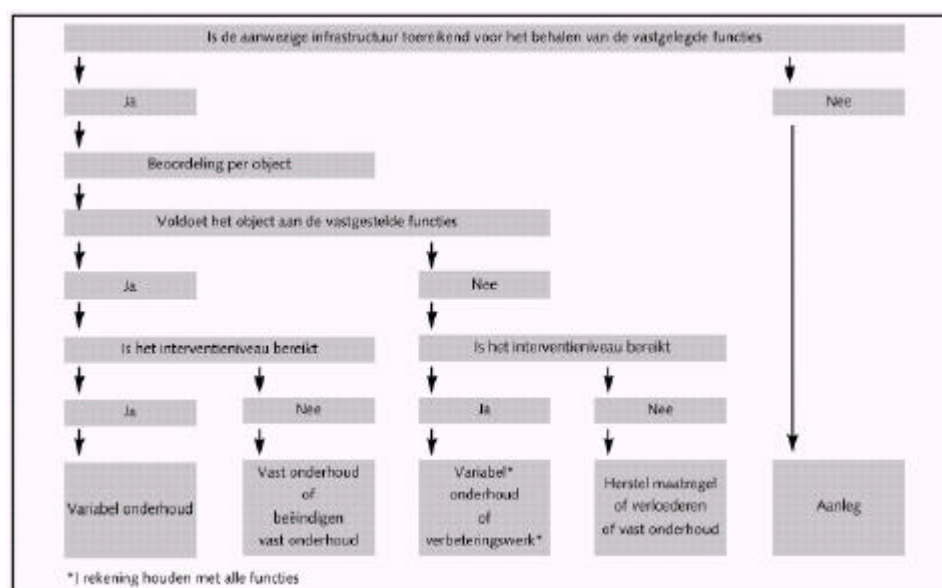 Is de aanwezige infrastructuur toereikend voor het behalen van de vastgelegde functies
Ja
Nee
Beoordeling per object
Voldoet het object aan de vastgestelde functies
Ja
Nee
Is het interventieniveau bereikt
Is het interventieniveau bereikt
Ja
Nee
Ja
Nee
Variabel onderhoud
Vast onderhoud
of
beëindigen
vast onderhoud
Variabel*
onderhoud
of
verbeteringswerk*
Herstel maatregel
of verloederen
of vast onderhoud
Aanleg
*) rekening houden met alle functies